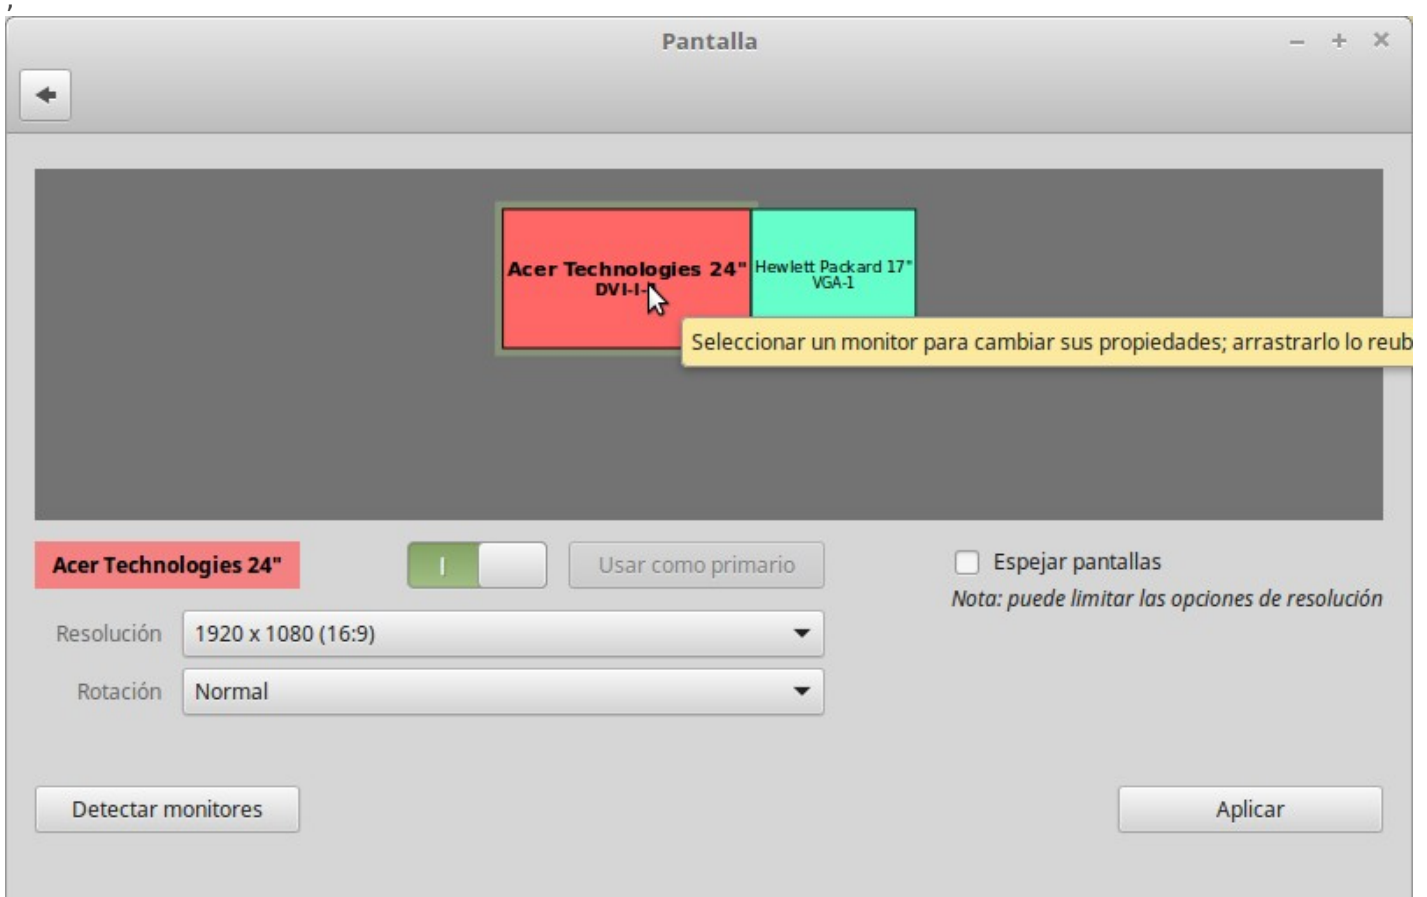 ,
Pantalla
Acer Technologies 24"
DVI-I-
Hewlett Packard 17"
VGA-1
Seleccionar un monitor para cambiar sus propiedades; arrastrarlo lo reub
Acer Technologies 24"
Usar como primario
Espejar pantallas
Nota: puede limitar las opciones de resolución
Resolución 1920 x 1080 (16:9)
Rotación Normal
Detectar monitores
Aplicar